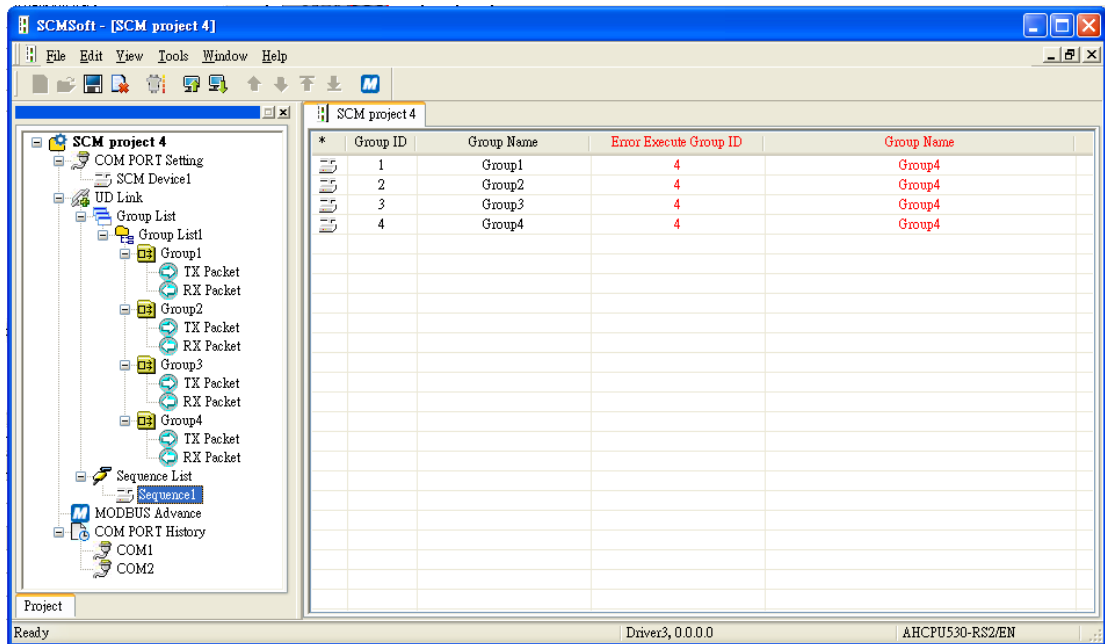 SCMSoft - [SCM project 4]
File Edit View Tools Window Help
M
SCM project 4
COM PORT Setting
SCM Device1
UD Link
Group List
Group List1
Group1
TX Packet
RX Packet
Group2
TX Packet
RX Packet
Group3
TX Packet
RX Packet
Group4
TX Packet
RX Packet
Sequence List
Sequence1
M MODBUS Advance
COM PORT History
COM1
COM2
Project
SCM project 4
* Group ID Group Name Error Execute Group ID Group Name
1 Group1 4 Group4
2 Group2 4 Group4
3 Group3 4 Group4
4 Group4 4 Group4
Ready Driver3, 0.0.0.0 AHCPU530-RS2/EN